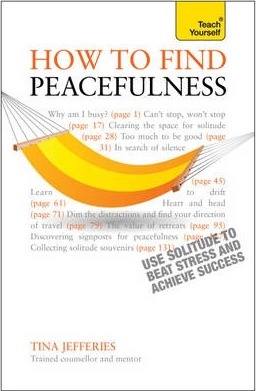 Teach®
Yourself
HOW TO FIND
PEACEFULNESS
Why am I busy? (page 1) Can't stop, won't stop
(page 17) Clearing the space for solitude
(page 28) Too much to be good (page
31) In search of silence
(page 45)
Learn to drift
(page 61) Heart and head
(page 71) Dim the distractions and find your direction
of travel (page 79) The value of retreats (page 95)
Discovering signposts for peacefulness (page
Collecting solitude souvenirs (page 131)
USE SOLITUDE TO
BEAT STRESS AND
ACHIEVE SUCCESS
TINA JEFFERIES
Trained counsellor and mentor